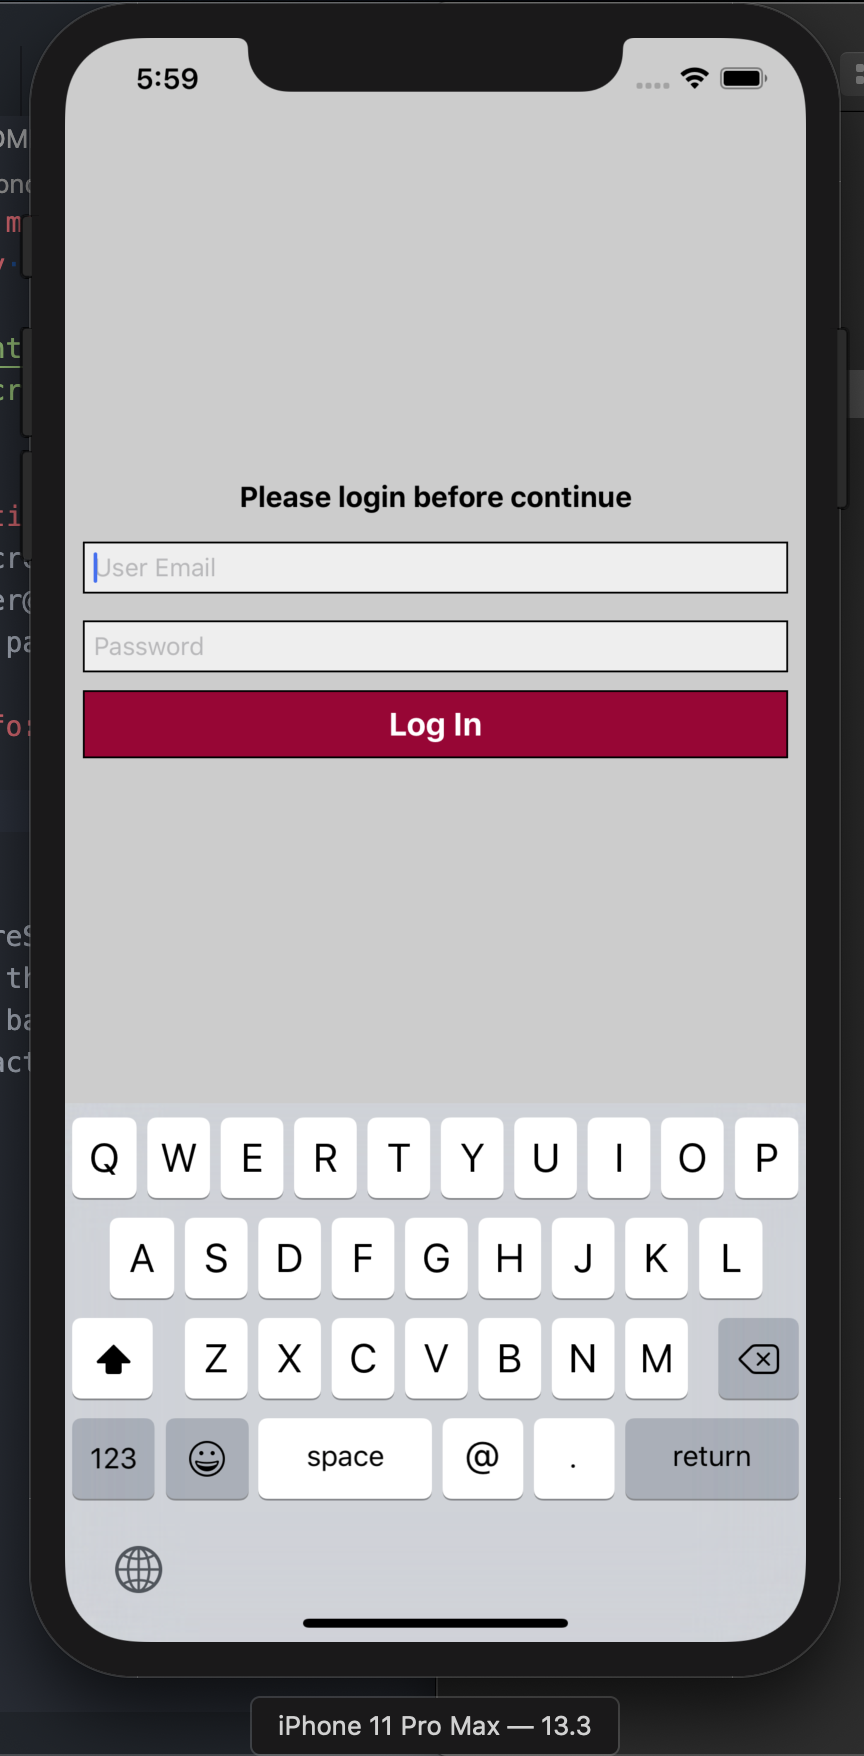 5:59
Please login before continue
User Email
Password
Log In
Q W E R T Y U I O P
A S D F G H J K L
Z X C V B N M
123 space @ . return
iPhone 11 Pro Max — 13.3